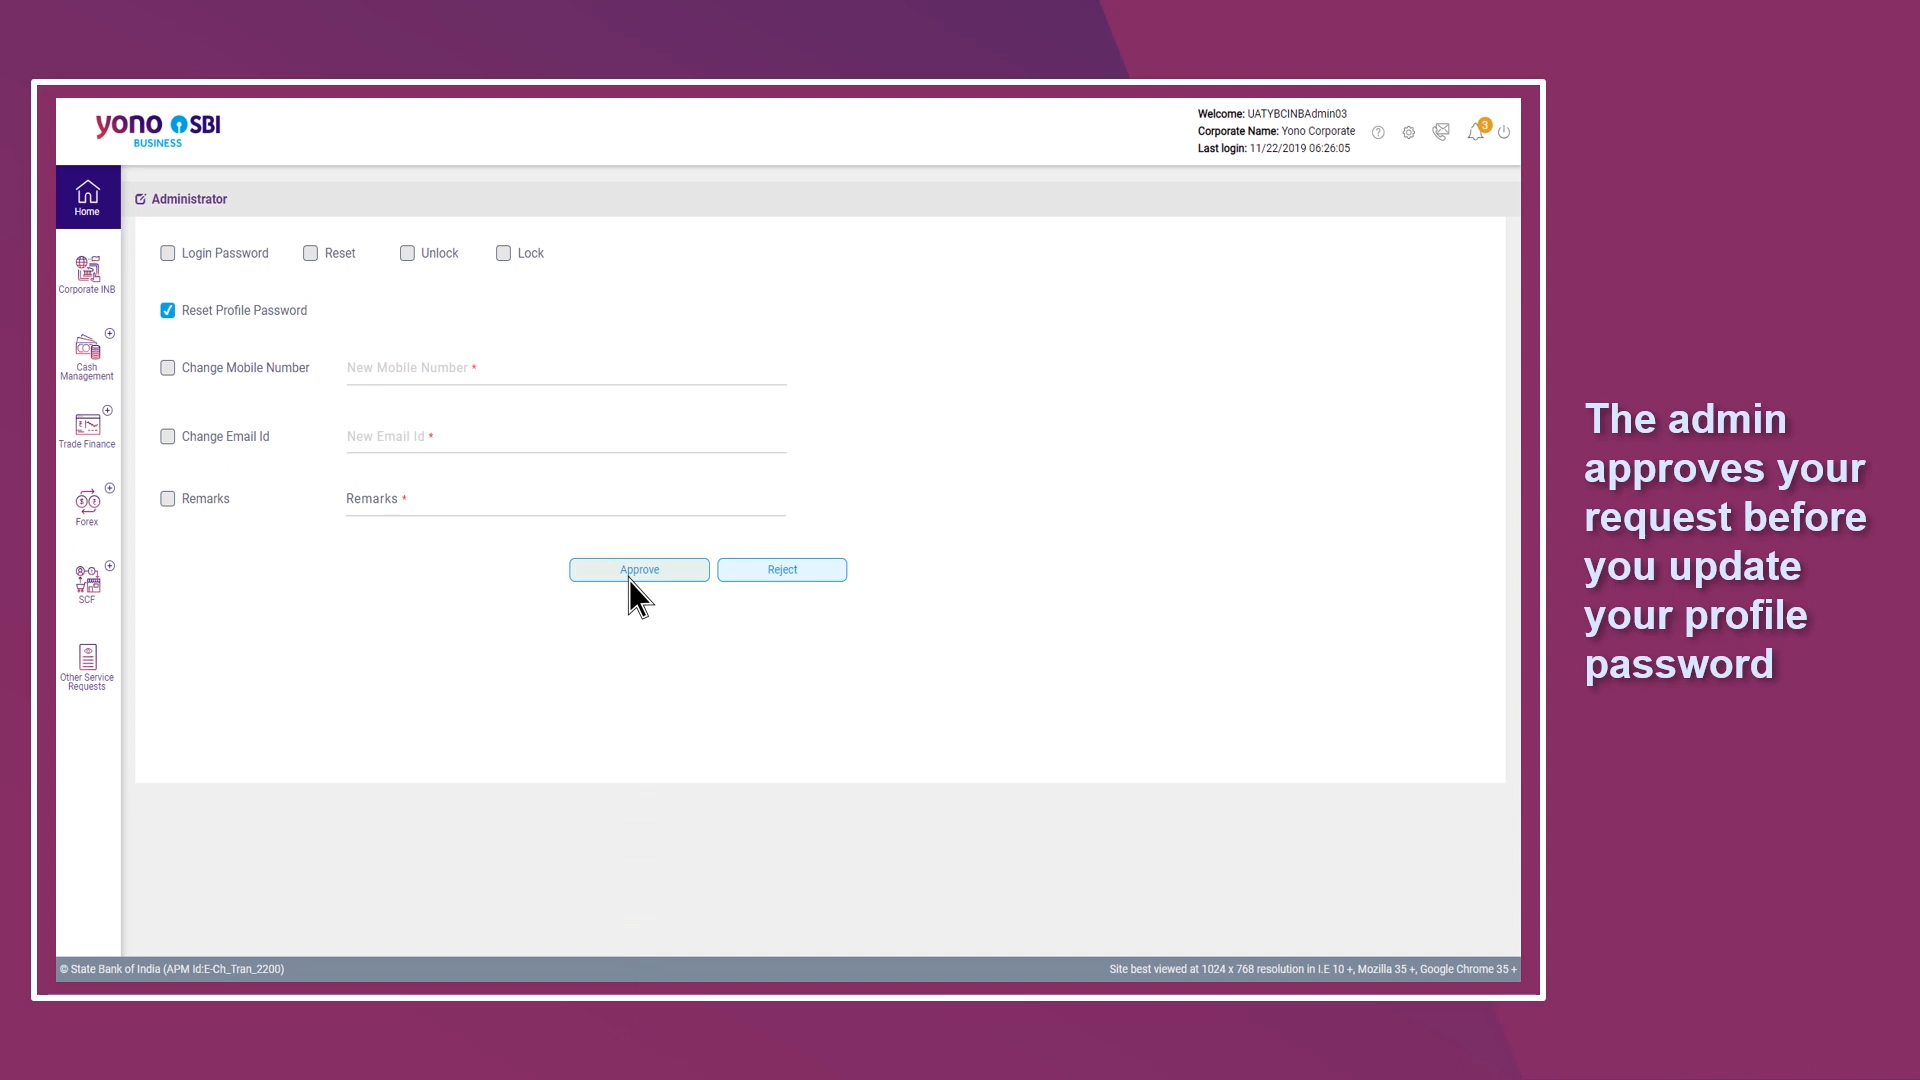 yono SBI
BUSINESS
Welcome: UATYBCINBAdmin03
Corporate Name: Yono Corporate
Last login: 11/22/2019 06:26:05
3
Home
Administrator
Login Password
Reset
Unlock
Lock
Corporate INB
Reset Profile Password
Cash
Management
Change Mobile Number
New Mobile Number *
Trade Finance
Change Email Id
New Email Id *
Forex
Remarks
Remarks *
SCF
Approve
Reject
Other Service
Requests
The admin
approves your
request before
you update
your profile
password
© State Bank of India (APM Id:E-Ch_Tran_2200)
Site best viewed at 1024 x 768 resolution in I.E 10 +, Mozilla 35 +, Google Chrome 35 +